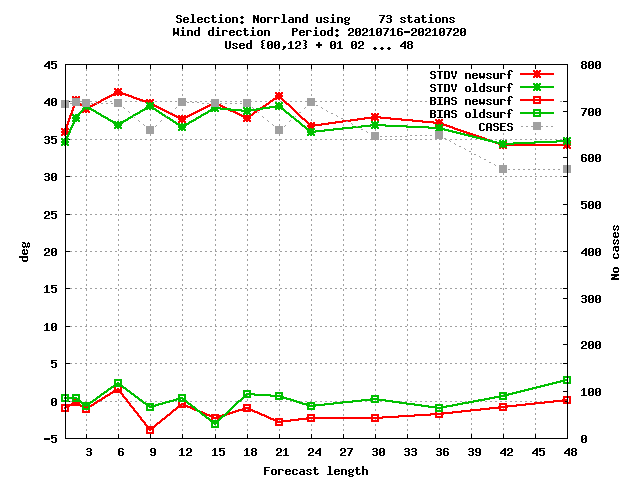 Selection: Norrland using    73 stations
Wind direction   Period: 20210716-20210720
Used {00,12} + 01 02 ... 48
STDV newsurf
STDV oldsurf
BIAS newsurf
BIAS oldsurf
CASES
45
40
35
30
25
20
15
10
5
0
-5
deg
800
700
600
500
400
300
200
100
0
No cases
3 6 9 12 15 18 21 24 27 30 33 36 39 42 45 48
Forecast length